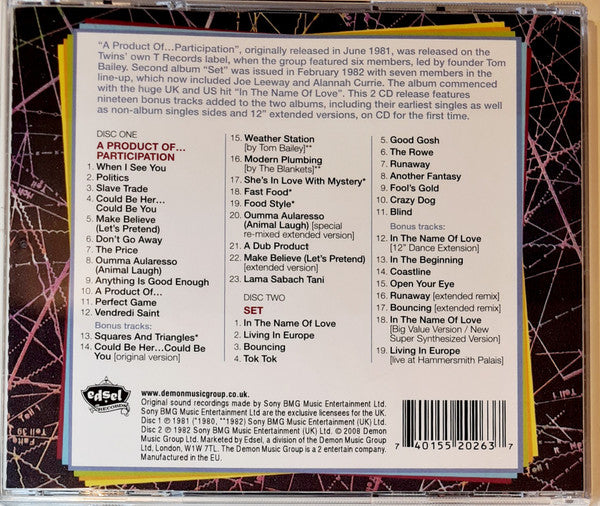 "A Product Of...Participation", originally released in June 1981, was released on the
Twins' own T Records label, when the group featured six members, led by founder Tom
Bailey. Second album "Set" was issued in February 1982 with seven members in the
line-up, which now included Joe Leeway and Alannah Currie. The album commenced
with the huge UK and US hit "In The Name Of Love". This 2 CD release features
nineteen bonus tracks added to the two albums, including their earliest singles as well
as non-album singles sides and 12" extended versions, on CD for the first time.
DISC ONE
A PRODUCT OF...
PARTICIPATION
1. When I See You
2. Politics
3. Slave Trade
4. Could Be Her...
Could Be You
5. Make Believe
(Let's Pretend)
6. Don't Go Away
7. The Price
8. Oumma Aularesso
(Animal Laugh)
9. Anything Is Good Enough
10. A Product Of...
11. Perfect Game
12. Vendredi Saint
Bonus tracks:
13. Squares And Triangles*
14. Could Be Her...Could Be
You [original version]
15. Weather Station
[by Tom Bailey]**
16. Modern Plumbing
[by The Blankets]**
17. She's In Love With Mystery*
18. Fast Food*
19. Food Style*
20. Oumma Aularesso
(Animal Laugh) [special
re-mixed extended version]
21. A Dub Product
22. Make Believe (Let's Pretend)
[extended version]
23. Lama Sabach Tani
DISC TWO
SET
1. In The Name Of Love
2. Living In Europe
3. Bouncing
4. Tok Tok
5. Good Gosh
6. The Rowe
7. Runaway
8. Another Fantasy
9. Fool's Gold
10. Crazy Dog
11. Blind
Bonus tracks:
12. In The Name Of Love
[12" Dance Extension]
13. In The Beginning
14. Coastline
15. Open Your Eye
16. Runaway [extended remix]
17. Bouncing [extended remix]
18. In The Name Of Love
[Big Value Version / New
Super Synthesized Version]
19. Living In Europe
[live at Hammersmith Palais]
edsel
RECORDS
www.demonmusicgroup.co.uk.
Original sound recordings made by Sony BMG Music Entertainment Ltd.
Sony BMG Music Entertainment Ltd are the exclusive licensees for the UK.
Disc 1 ℗ 1981 (*1980, **1982) Sony BMG Music Entertainment (UK) Ltd.
Disc 2 ℗ 1982 Sony BMG Music Entertainment (UK) Ltd. © 2008 Demon
Music Group Ltd. Marketed by Edsel, a division of the Demon Music Group
Ltd, London, W1W 7TL. The Demon Music Group is a 2 entertain company.
Manufactured in the EU.
7 40155 20263 7